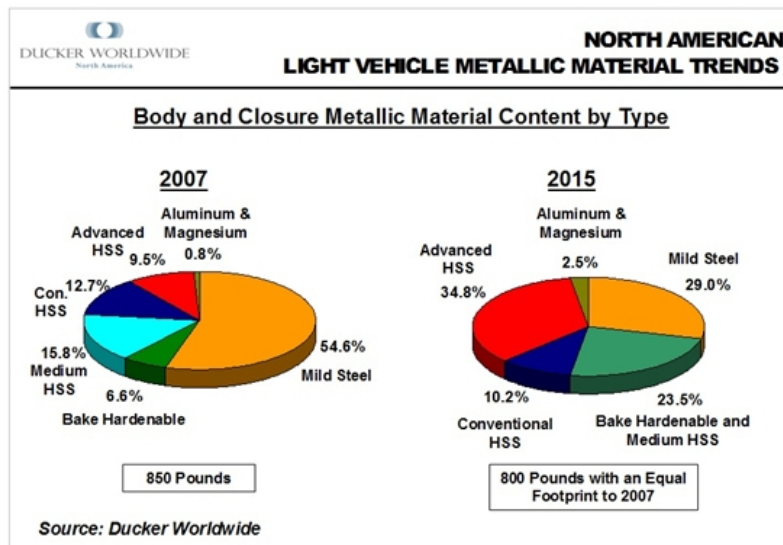 DUCKER WORLDWIDE
North America
NORTH AMERICAN
LIGHT VEHICLE METALLIC MATERIAL TRENDS
Body and Closure Metallic Material Content by Type
2007
Aluminum &
Magnesium
0.8%
Advanced
HSS
9.5%
12.7%
Con.
HSS
15.8%
Medium
HSS
6.6%
Bake Hardenable
54.6%
Mild Steel
850 Pounds
2015
Aluminum &
Magnesium
2.5%
Advanced
HSS
34.8%
Mild Steel
29.0%
10.2%
Conventional
HSS
23.5%
Bake Hardenable and
Medium HSS
800 Pounds with an Equal
Footprint to 2007
Source: Ducker Worldwide